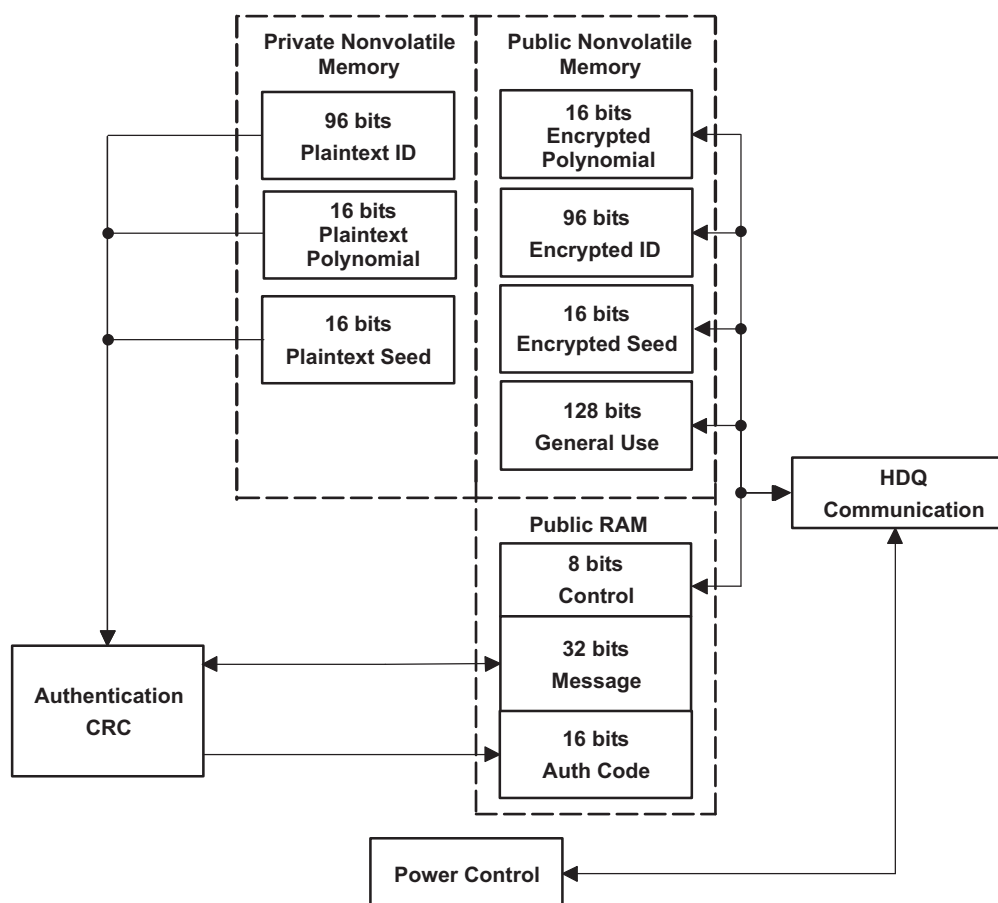 Private Nonvolatile
Memory
96 bits
Plaintext ID
16 bits
Plaintext
Polynomial
16 bits
Plaintext Seed
Public Nonvolatile
Memory
16 bits
Encrypted
Polynomial
96 bits
Encrypted ID
16 bits
Encrypted Seed
128 bits
General Use
HDQ
Communication
Public RAM
8 bits
Control
32 bits
Message
16 bits
Auth Code
Authentication
CRC
Power Control